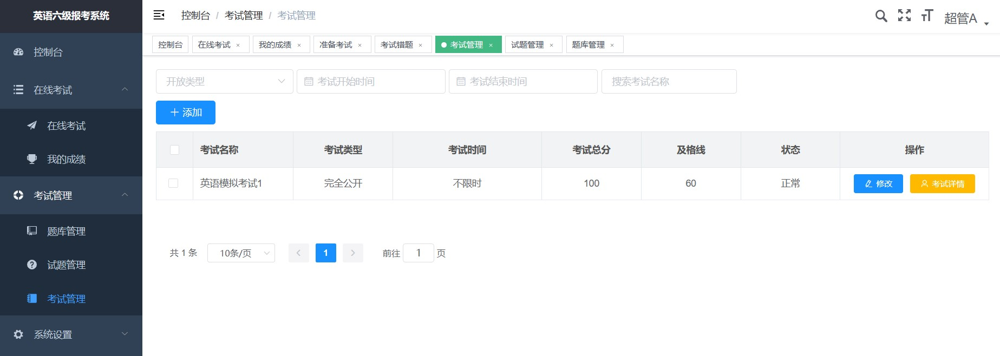 英语六级报考系统
控制台 / 考试管理 / 考试管理
超管A
控制台
在线考试 ×
我的成绩 ×
准备考试 ×
考试错题 ×
考试管理 ×
试题管理 ×
题库管理 ×
控制台
在线考试
在线考试
我的成绩
考试管理
题库管理
试题管理
考试管理
系统设置
开放类型
考试开始时间
考试结束时间
搜索考试名称
添加
考试名称 考试类型 考试时间 考试总分 及格线 状态 操作
英语模拟考试1 完全公开 不限时 100 60 正常 修改 考试详情
共 1 条 10条/页 1 前往 1 页